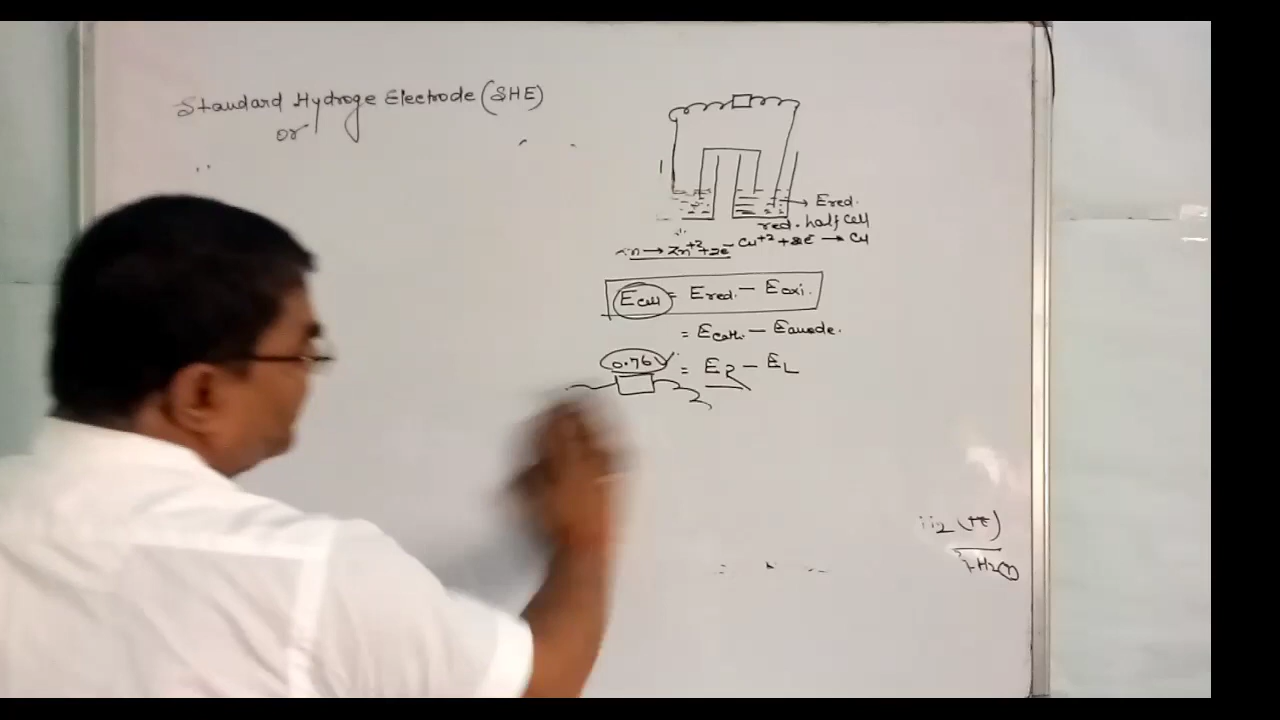 Standard Hydroge Electrode (SHE)
or
Ered.
red. half cell
Zn → Zn+2 + 2e-
Cu+2 + 2e → Cu
Ecell = Ered. - Eoxi.
= Ecath. - Eanode.
0.76V = ER - EL